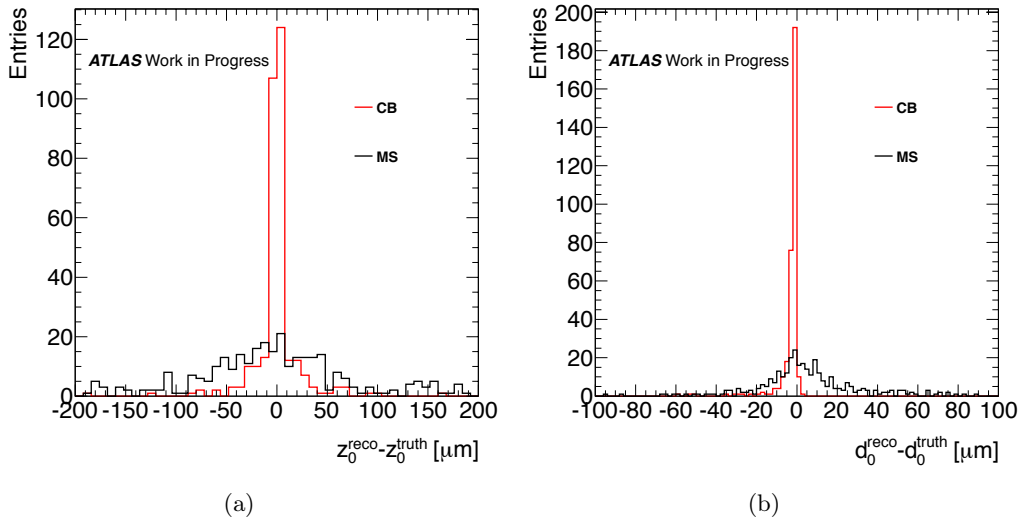 Entries
120
100
80
60
40
20
0
ATLAS Work in Progress
CB
MS
-200 -150 -100 -50 0 50 100 150 200
z₀ʳᵉᶜᵒ-z₀ᵗʳᵘᵗʰ [μm]
(a)
Entries
200
180
160
140
120
100
80
60
40
20
0
ATLAS Work in Progress
CB
MS
-100 -80 -60 -40 -20 0 20 40 60 80 100
d₀ʳᵉᶜᵒ-d₀ᵗʳᵘᵗʰ [μm]
(b)